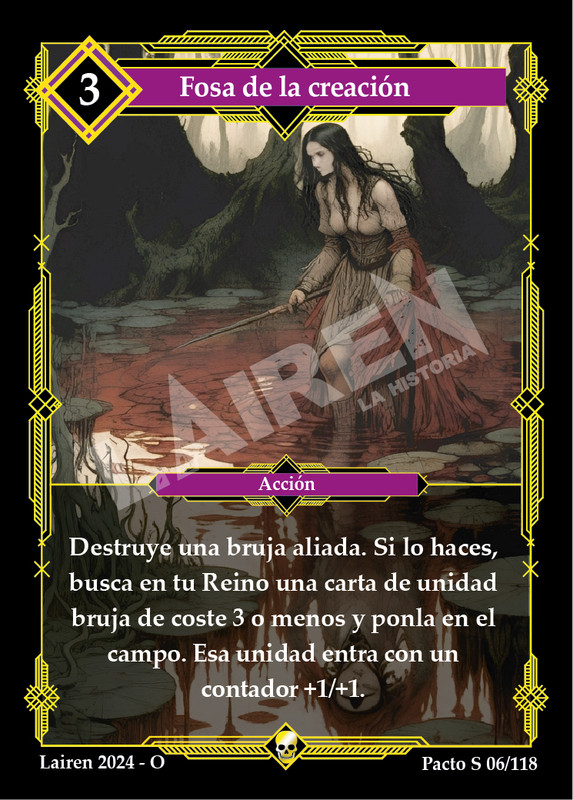 3
Fosa de la creación
LAIREN
LA HISTORIA
Acción
Destruye una bruja aliada. Si lo haces,
busca en tu Reino una carta de unidad
bruja de coste 3 o menos y ponla en el
campo. Esa unidad entra con un
contador +1/+1.
Lairen 2024 - O
Pacto S 06/118